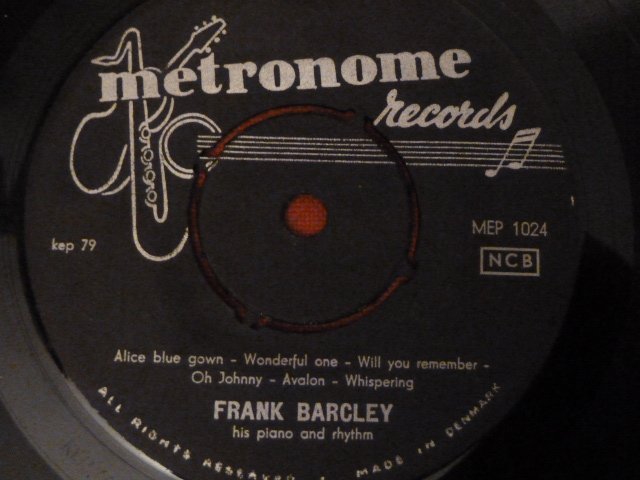 metronome
records
kep 79
MEP 1024
NCB
Alice blue gown - Wonderful one - Will you remember -
Oh Johnny - Avalon - Whispering
FRANK BARCLEY
his piano and rhythm
ALL RIGHTS RESERVED MADE IN DENMARK